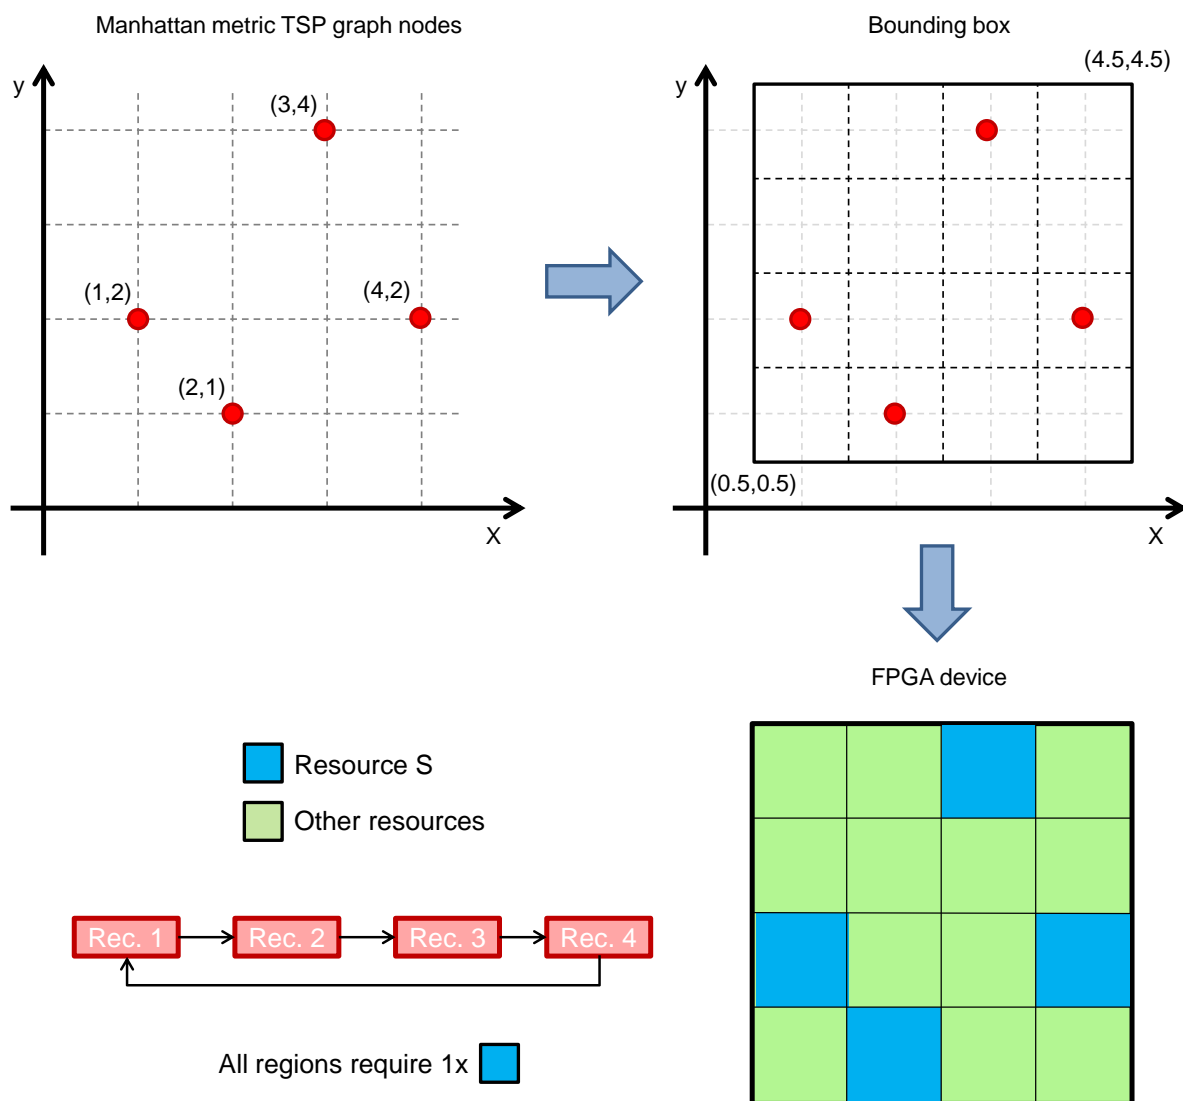 Manhattan metric TSP graph nodes
y
(3,4)
(1,2)
(4,2)
(2,1)
X
Bounding box
(4.5,4.5)
y
(0.5,0.5)
X
FPGA device
Resource S
Other resources
Rec. 1 Rec. 2 Rec. 3 Rec. 4
All regions require 1x